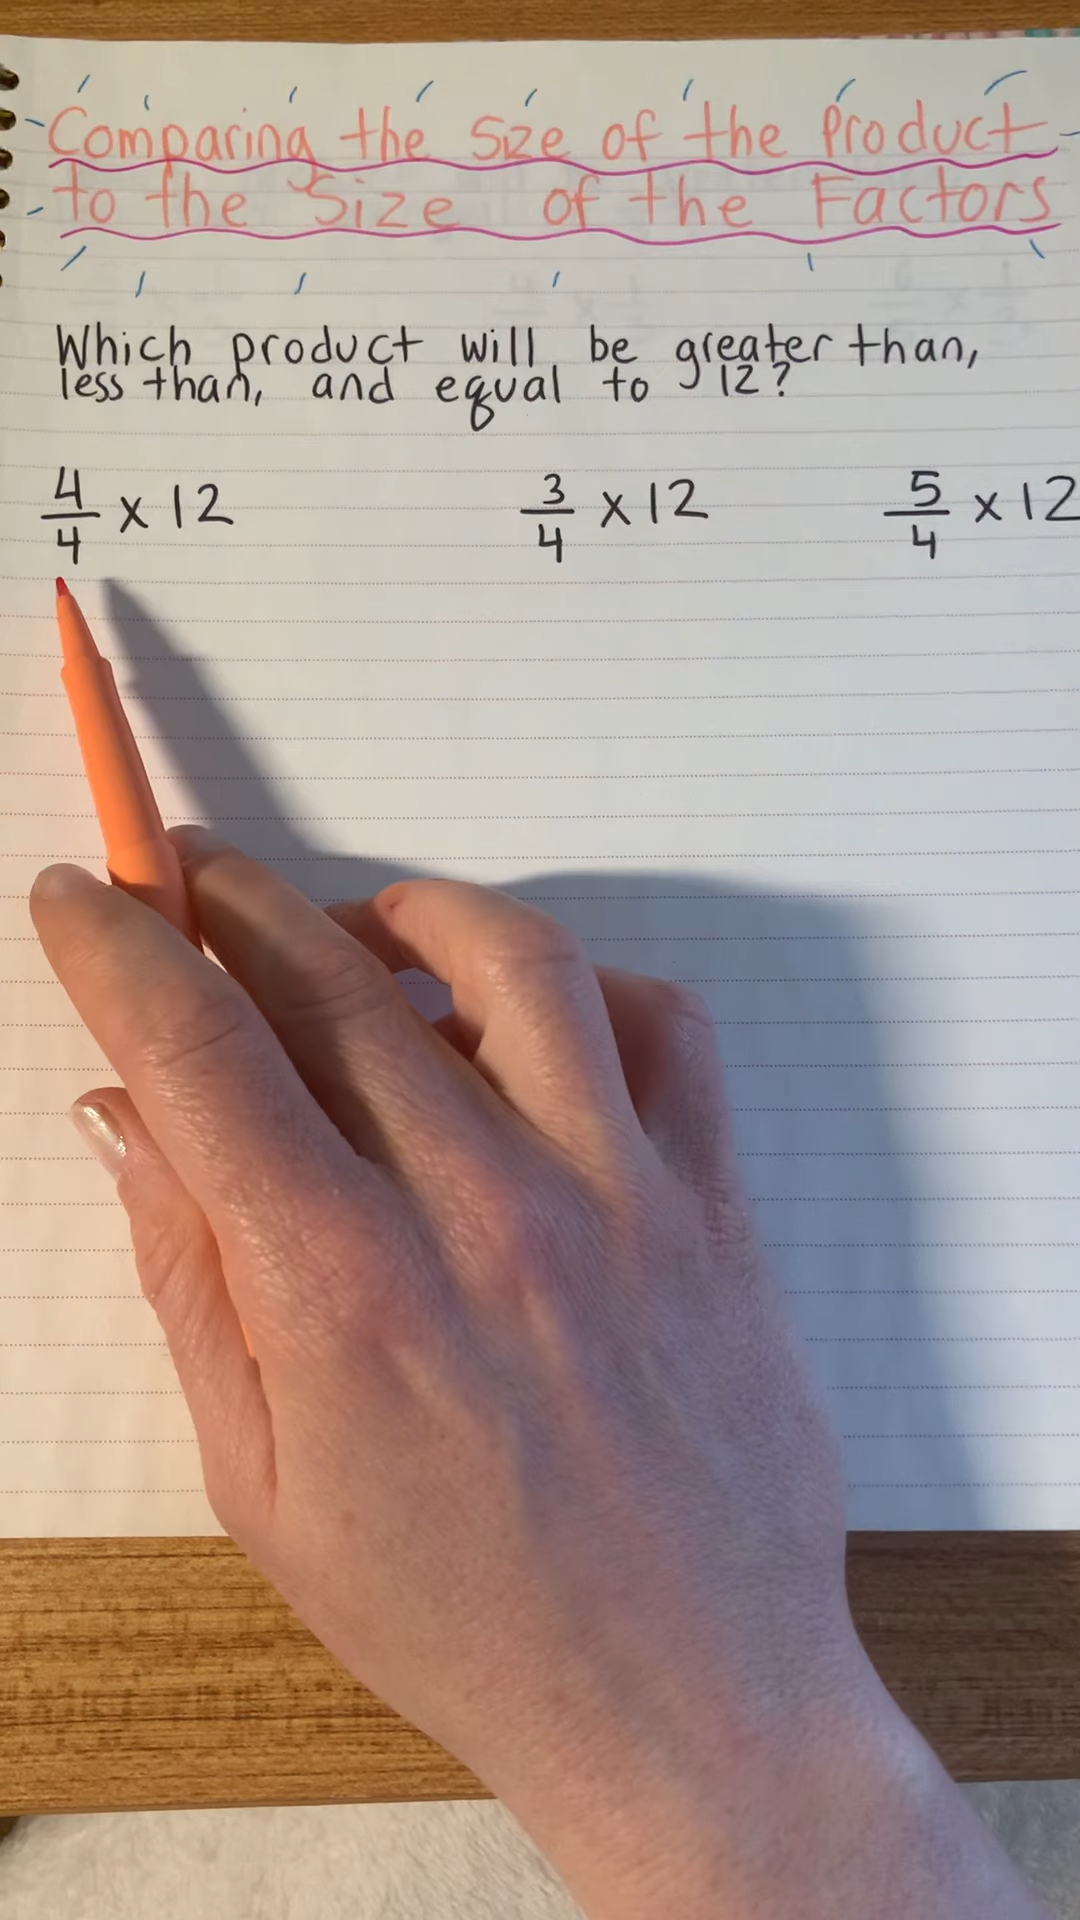 Comparing the Size of the Product
to the Size of the Factors
Which product will be greater than,
less than, and equal to 12?
4/4 x 12 3/4 x 12 5/4 x 12